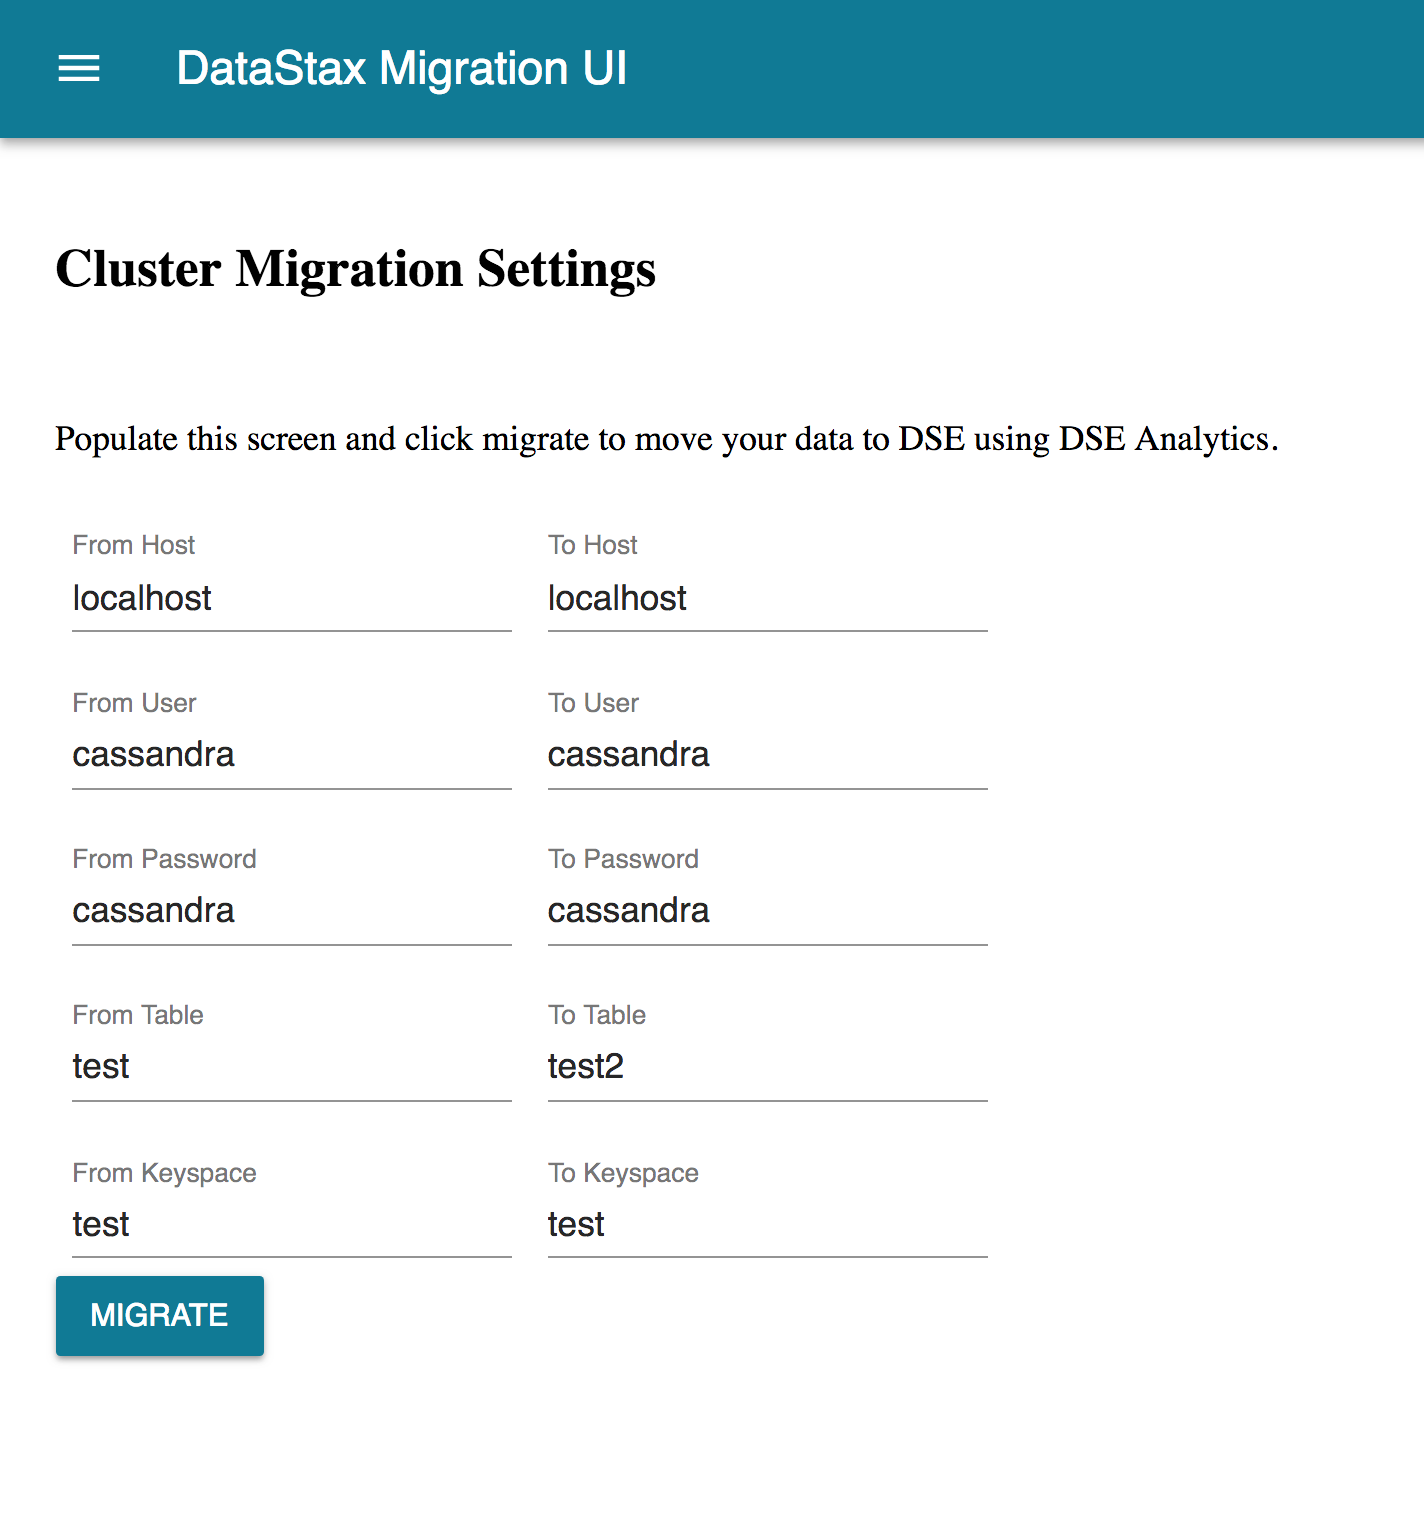 DataStax Migration UI
Cluster Migration Settings
Populate this screen and click migrate to move your data to DSE using DSE Analytics.
From Host To Host
localhost localhost
From User To User
cassandra cassandra
From Password To Password
cassandra cassandra
From Table To Table
test test2
From Keyspace To Keyspace
test test
MIGRATE